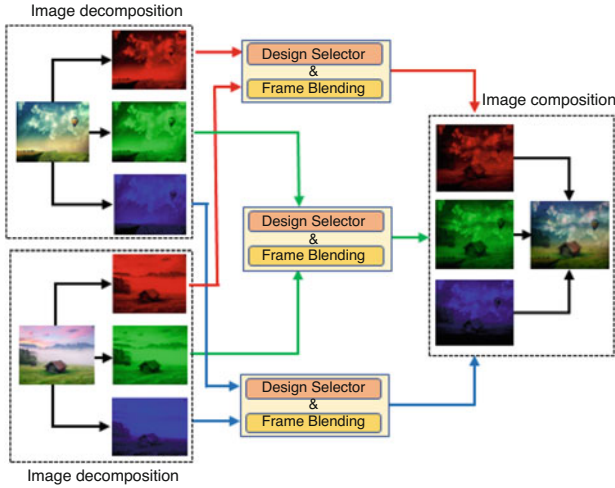 Image decomposition
Design Selector
&
Frame Blending
Image composition
Design Selector
&
Frame Blending
Design Selector
&
Frame Blending
Image decomposition